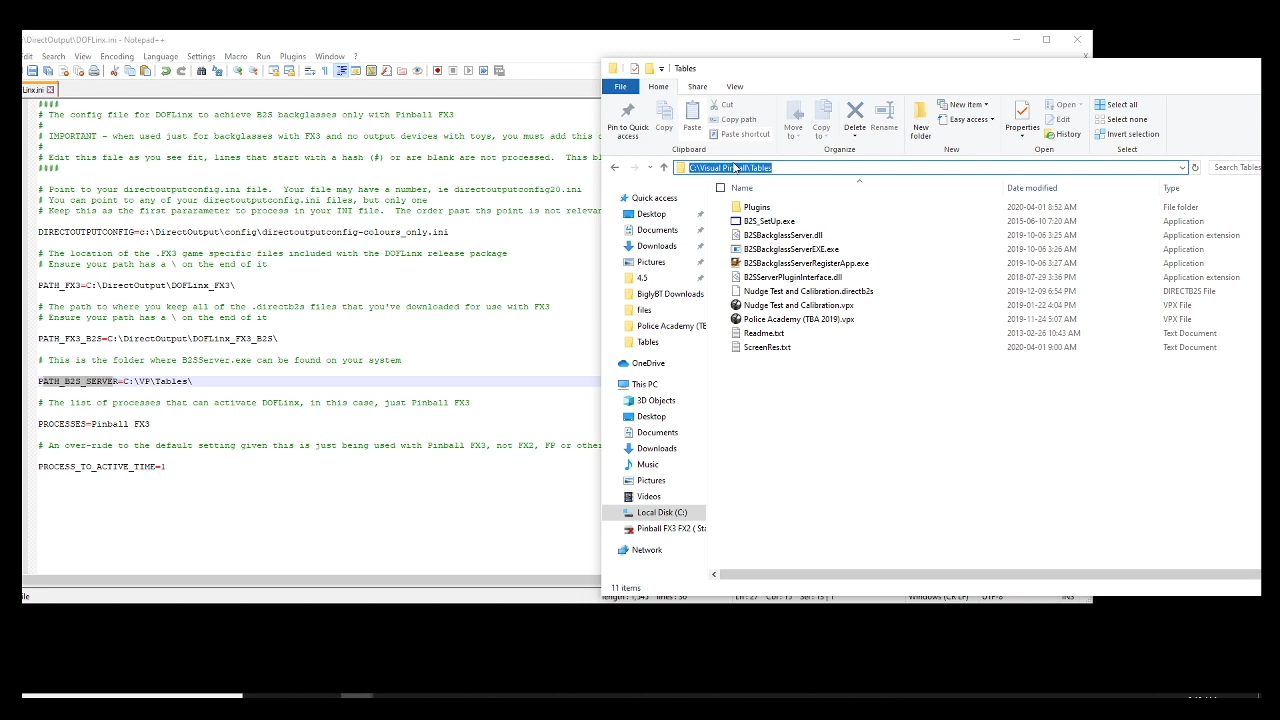 \DirectOutput\DOFLinx.ini - Notepad++
dit Search View Encoding Language Settings Macro Run Plugins Window ?
Linx.ini
####
# The config file for DOFLinx to achieve B2S backglasses only with Pinball FX3
#
# IMPORTANT - when used just for backglasses with FX3 and no output devices with toys, you must add this
#
# Edit this file as you see fit, lines that start with a hash (#) or are blank are not processed. This bl
####
# Point to your directoutputconfig.ini file. Your file may have a number, ie directoutputconfig20.ini
# You can point to any of your directoutputconfig.ini files, but only one
# Keep this as the first pararameter to process in your INI file. The order past ths point is not relevan
DIRECTOUTPUTCONFIG=c:\DirectOutput\config\directoutputconfig-colours_only.ini
# The location of the .FX3 game specific files included with the DOFLinx release package
# Ensure your path has a \ on the end of it
PATH_FX3=C:\DirectOutput\DOFLinx_FX3\
# The path to where you keep all of the .directb2s files that you've downloaded for use with FX3
# Ensure your path has a \ on the end of it
PATH_FX3_B2S=C:\DirectOutput\DOFLinx_FX3_B2S\
# This is the folder where B2SServer.exe can be found on your system
PATH_B2S_SERVER=C:\VP\Tables\
# The list of processes that can activate DOFLinx, in this case, just Pinball FX3
PROCESSES=Pinball FX3
# An over-ride to the default setting given this is just being used with Pinball FX3, not FX2, FP or other
PROCESS_TO_ACTIVE_TIME=1
Tables
File Home Share View
Pin to Quick access
Copy
Paste
Cut
Copy path
Paste shortcut
Clipboard
Move to
Copy to
Delete
Rename
Organize
New folder
New item
Easy access
New
Properties
Open
Edit
History
Open
Select all
Select none
Invert selection
Select
C:\Visual Pinball\Tables
Search Tables
Name Date modified Type
Quick access
Desktop
Documents
Downloads
Pictures
4.5
BiglyBT Downloads
files
Police Academy (TE
Tables
OneDrive
This PC
3D Objects
Desktop
Documents
Downloads
Music
Pictures
Videos
Local Disk (C:)
Pinball FX3 FX2 ( Sta
Network
Plugins 2020-04-01 8:52 AM File folder
B2S_SetUp.exe 2015-06-10 7:20 AM Application
B2SBackglassServer.dll 2019-10-06 3:25 AM Application extension
B2SBackglassServerEXE.exe 2019-10-06 3:26 AM Application
B2SBackglassServerRegisterApp.exe 2019-10-06 3:27 AM Application
B2SServerPluginInterface.dll 2018-07-29 3:36 PM Application extension
Nudge Test and Calibration.directb2s 2019-12-09 6:54 PM DIRECTB2S File
Nudge Test and Calibration.vpx 2019-01-22 4:04 PM VPX File
Police Academy (TBA 2019).vpx 2019-11-24 5:07 AM VPX File
Readme.txt 2013-02-26 10:43 AM Text Document
ScreenRes.txt 2020-04-01 9:00 AM Text Document
11 items